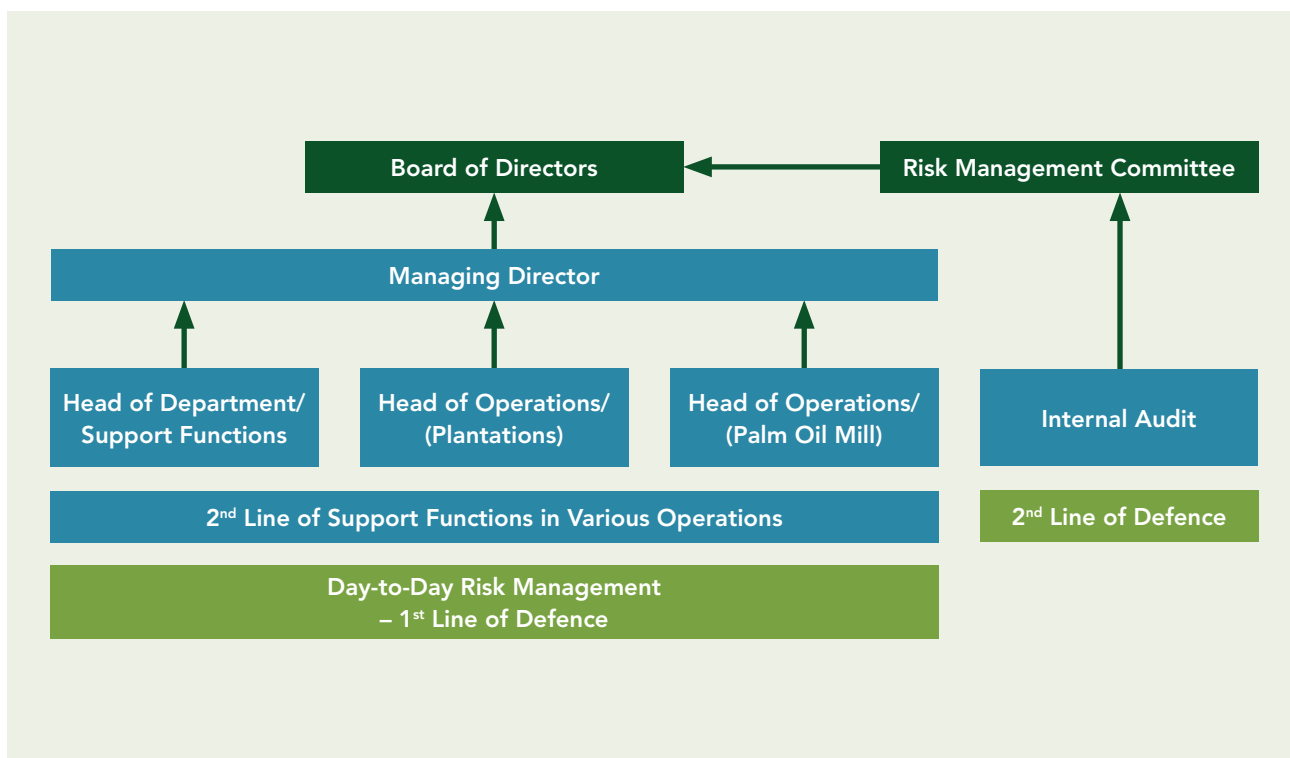 Board of Directors
Risk Management Committee
Managing Director
Head of Department/
Support Functions
Head of Operations/
(Plantations)
Head of Operations/
(Palm Oil Mill)
Internal Audit
2nd Line of Support Functions in Various Operations
2nd Line of Defence
Day-to-Day Risk Management
– 1st Line of Defence